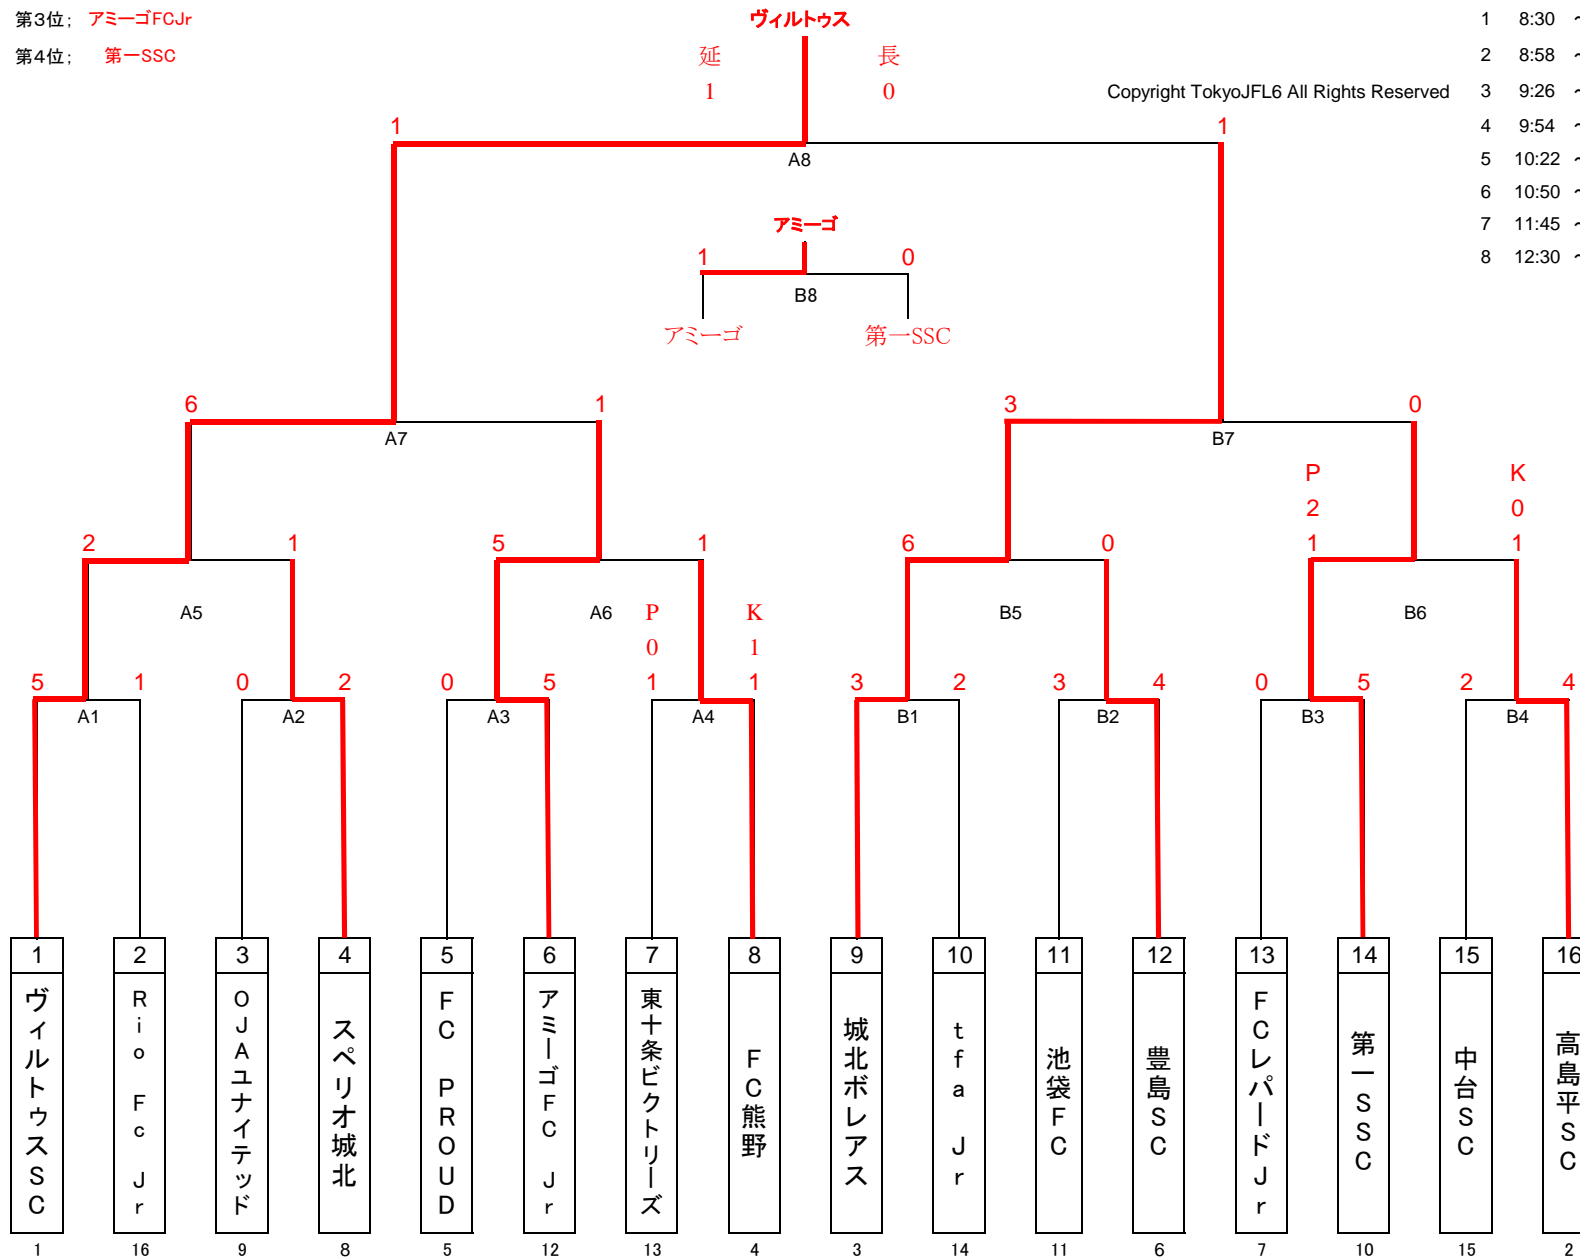 第3位; アミーゴFCJr
第4位; 第一SSC
ヴィルトゥス
延 長
1 0
Copyright TokyoJFL6 All Rights Reserved
1 8:30 ~
2 8:58 ~
3 9:26 ~
4 9:54 ~
5 10:22 ~
6 10:50 ~
7 11:45 ~
8 12:30 ~
1 1
A8
アミーゴ
1 0
B8
アミーゴ 第一SSC
6 1 3 0
A7 B7
P K
2 0
2 1 5 1 6 0 1 1
A5 A6 B5 B6
P K
0 1
5 1 0 2 0 5 1 1 3 2 3 4 0 5 2 4
A1 A2 A3 A4 B1 B2 B3 B4
1 2 3 4 5 6 7 8 9 10 11 12 13 14 15 16
ヴィルトゥスSC
Rio Fc Jr
OJAユナイテッド
スペリオ城北
FC PROUD
アミーゴFC Jr
東十条ビクトリーズ
FC熊野
城北ボレアス
tfa Jr
池袋FC
豊島SC
FCレパードJr
第一SSC
中台SC
高島平SC
1 16 9 8 5 12 13 4 3 14 11 6 7 10 15 2